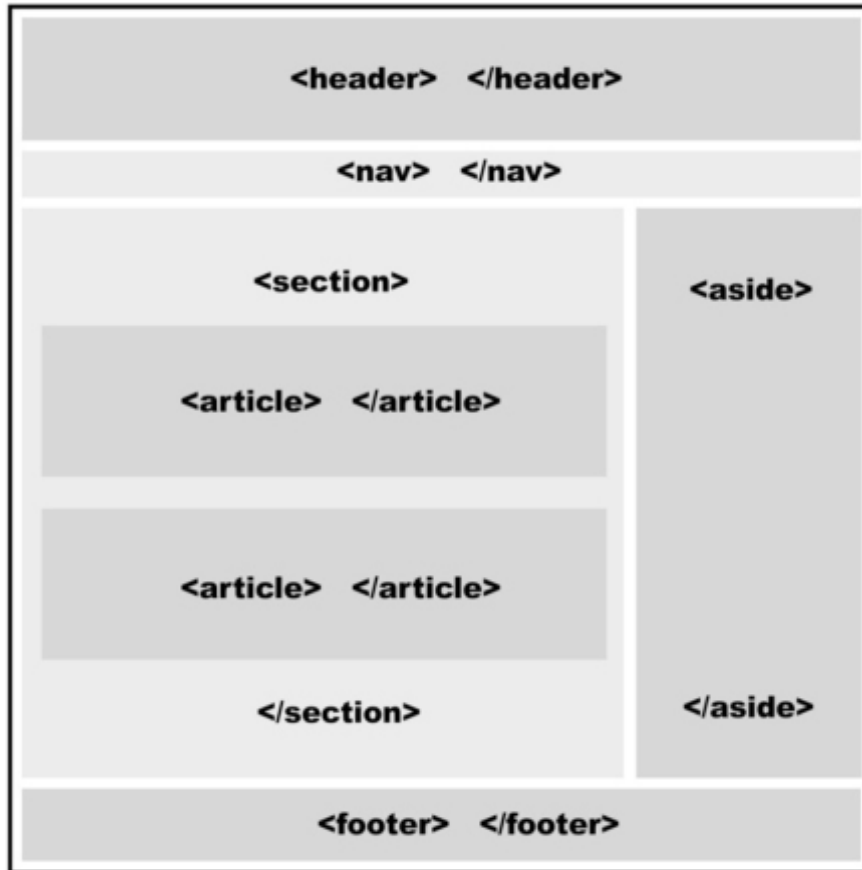 <header> </header>
<nav> </nav>
<section>
<article> </article>
<article> </article>
</section>
<aside>
</aside>
<footer> </footer>